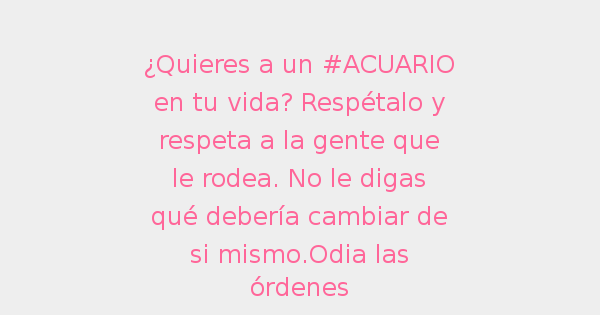 ¿Quieres a un #ACUARIO
en tu vida? Respétalo y
respeta a la gente que
le rodea. No le digas
qué debería cambiar de
si mismo.Odia las
órdenes